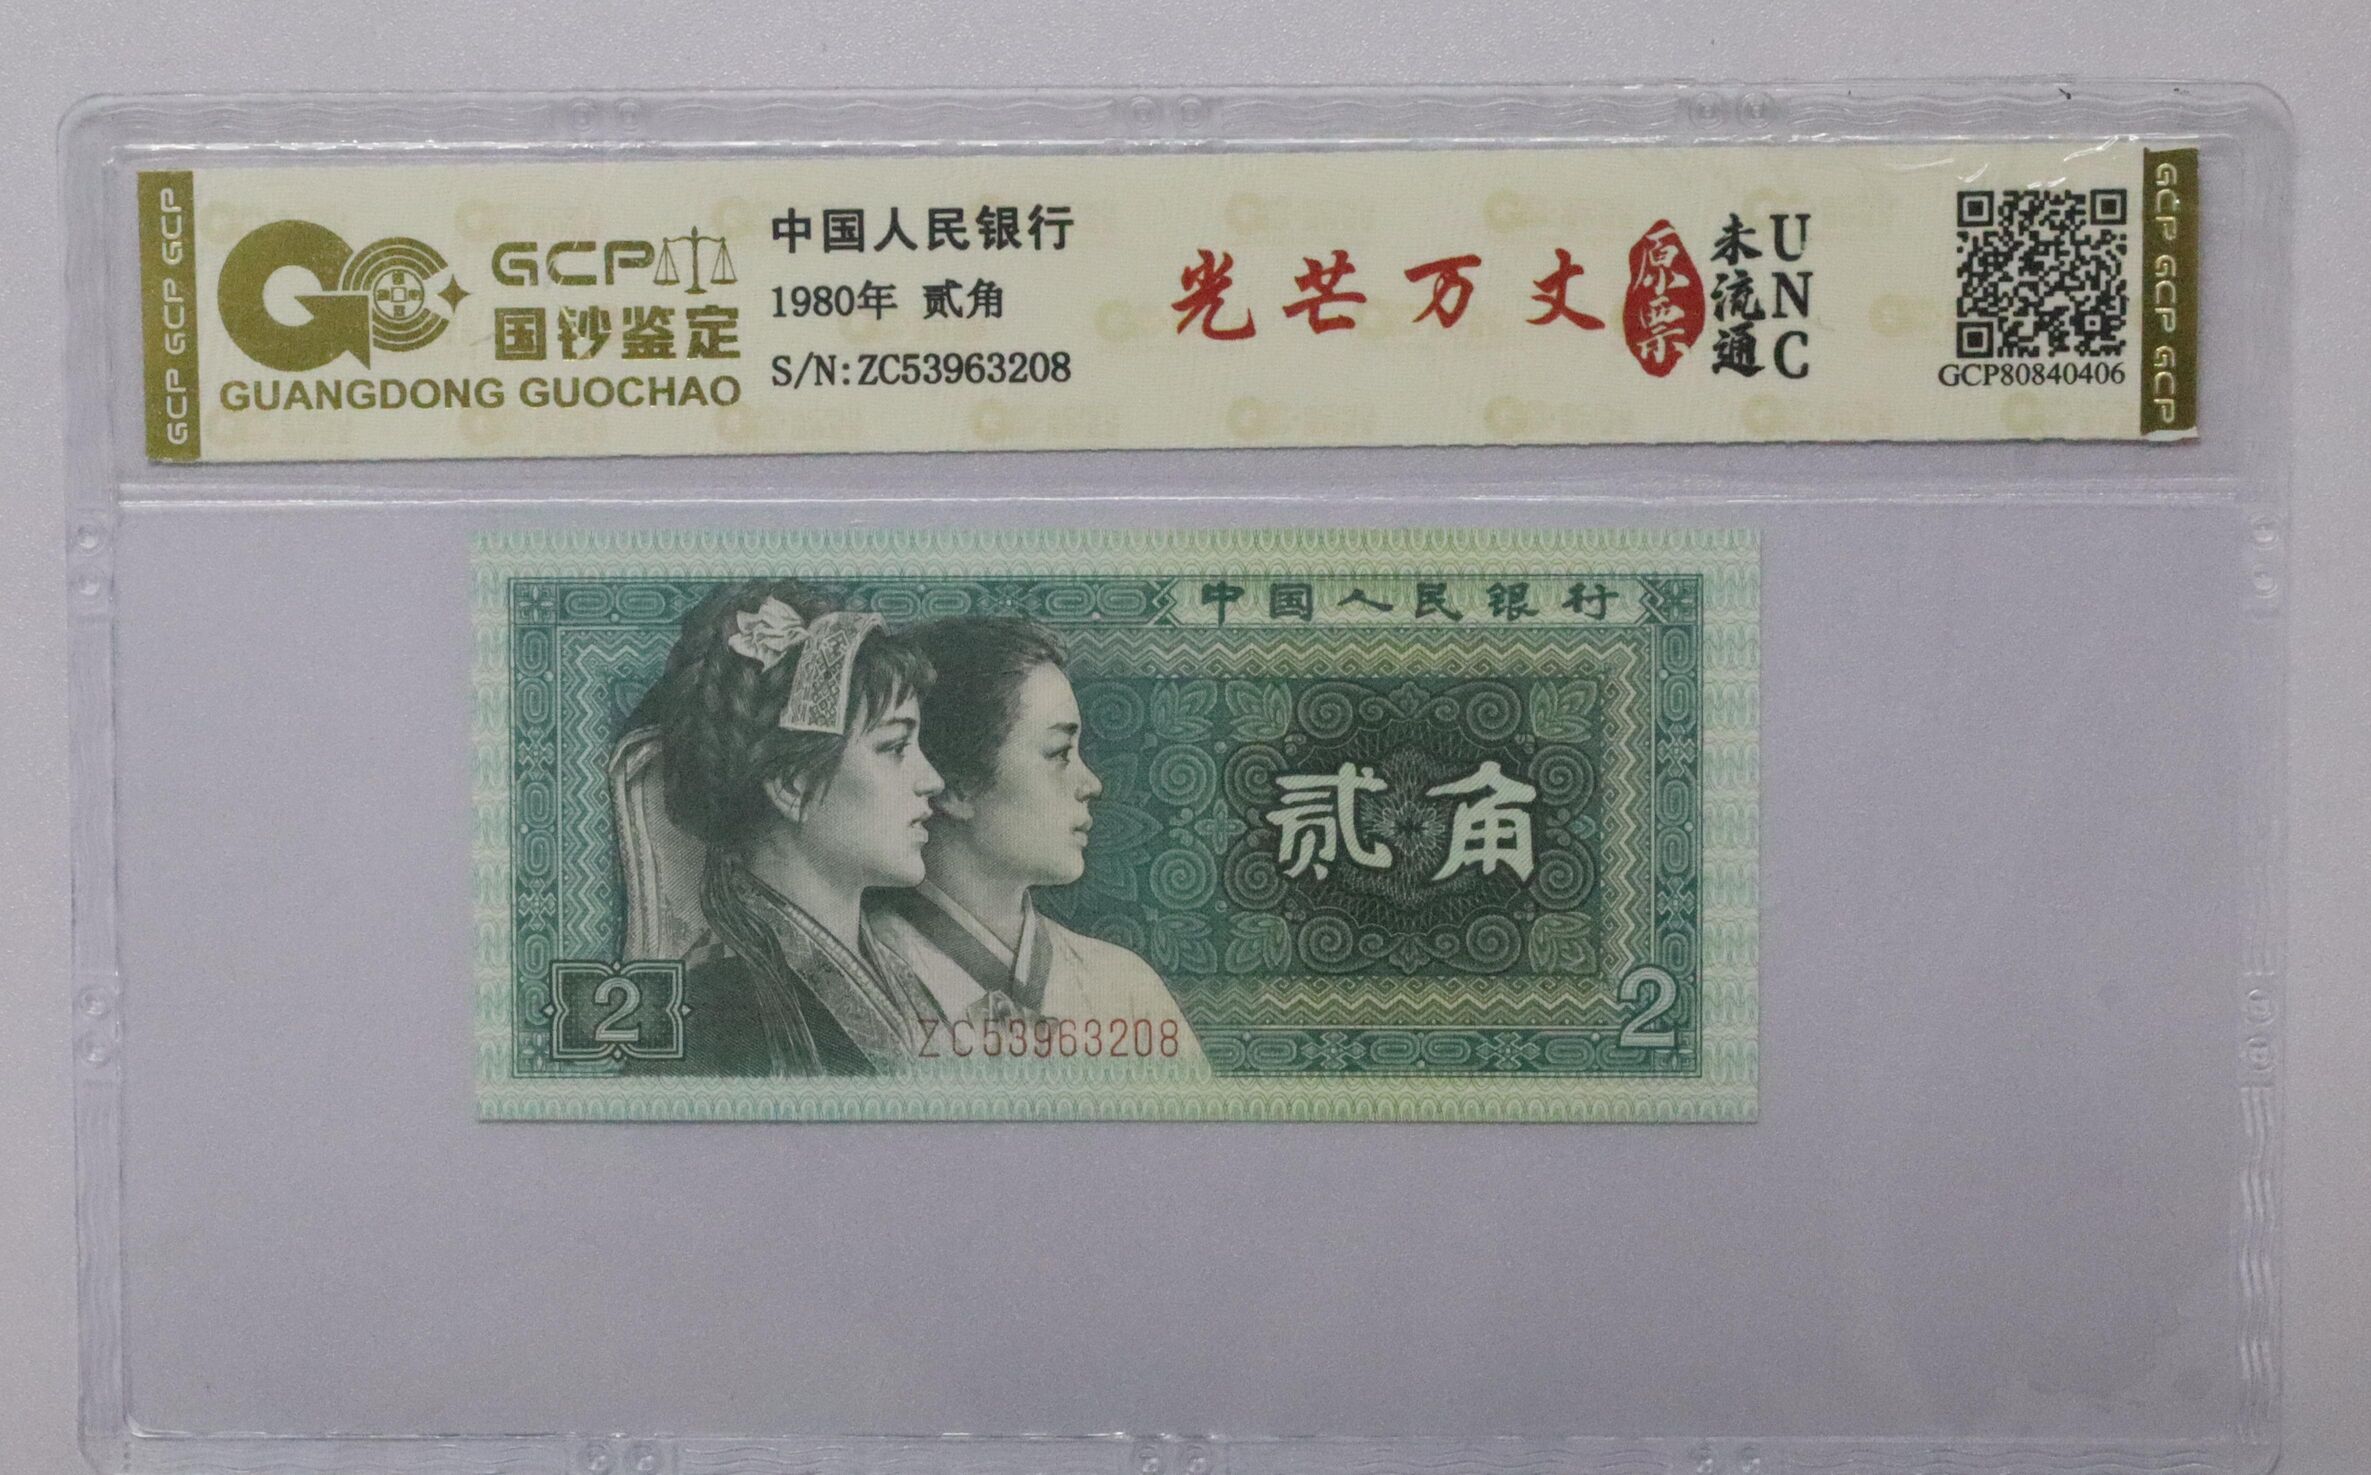 GCP GCP GCP
GCP
国钞鉴定
GUANGDONG GUOCHAO
中国人民银行
1980年 贰角
S/N:ZC53963208
光芒万丈
原票
未流通
UNC
GCP80840406
GCP GCP GCP
中国人民银行
贰角
2
ZC53963208
2